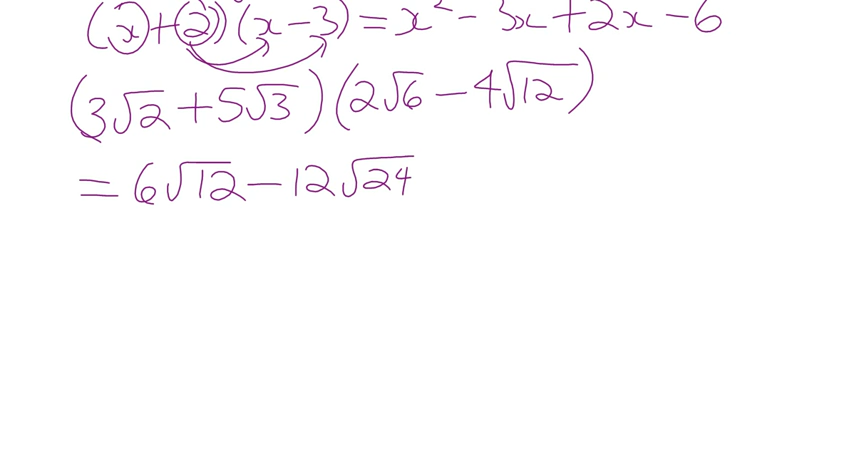 (x+2)(x-3)=x²-3x+2x-6
(3√2+5√3)(2√6-4√12)
=6√12-12√24